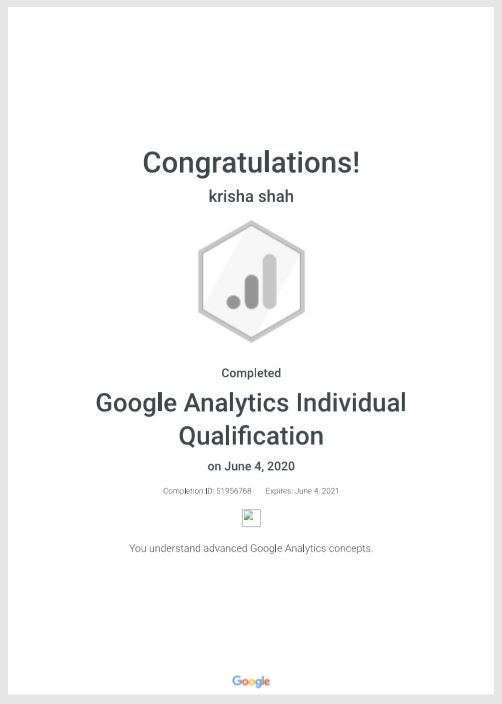 Congratulations!
krisha shah
Completed
Google Analytics Individual
Qualification
on June 4, 2020
Completion ID: 51956768 Expires: June 4, 2021
You understand advanced Google Analytics concepts.
Google